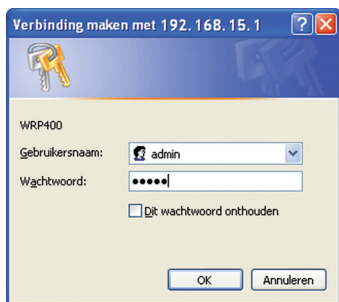 Verbinding maken met 192.168.15.1
WRP400
Gebruikersnaam: admin
Wachtwoord: •••••
Dit wachtwoord onthouden
OK Annuleren